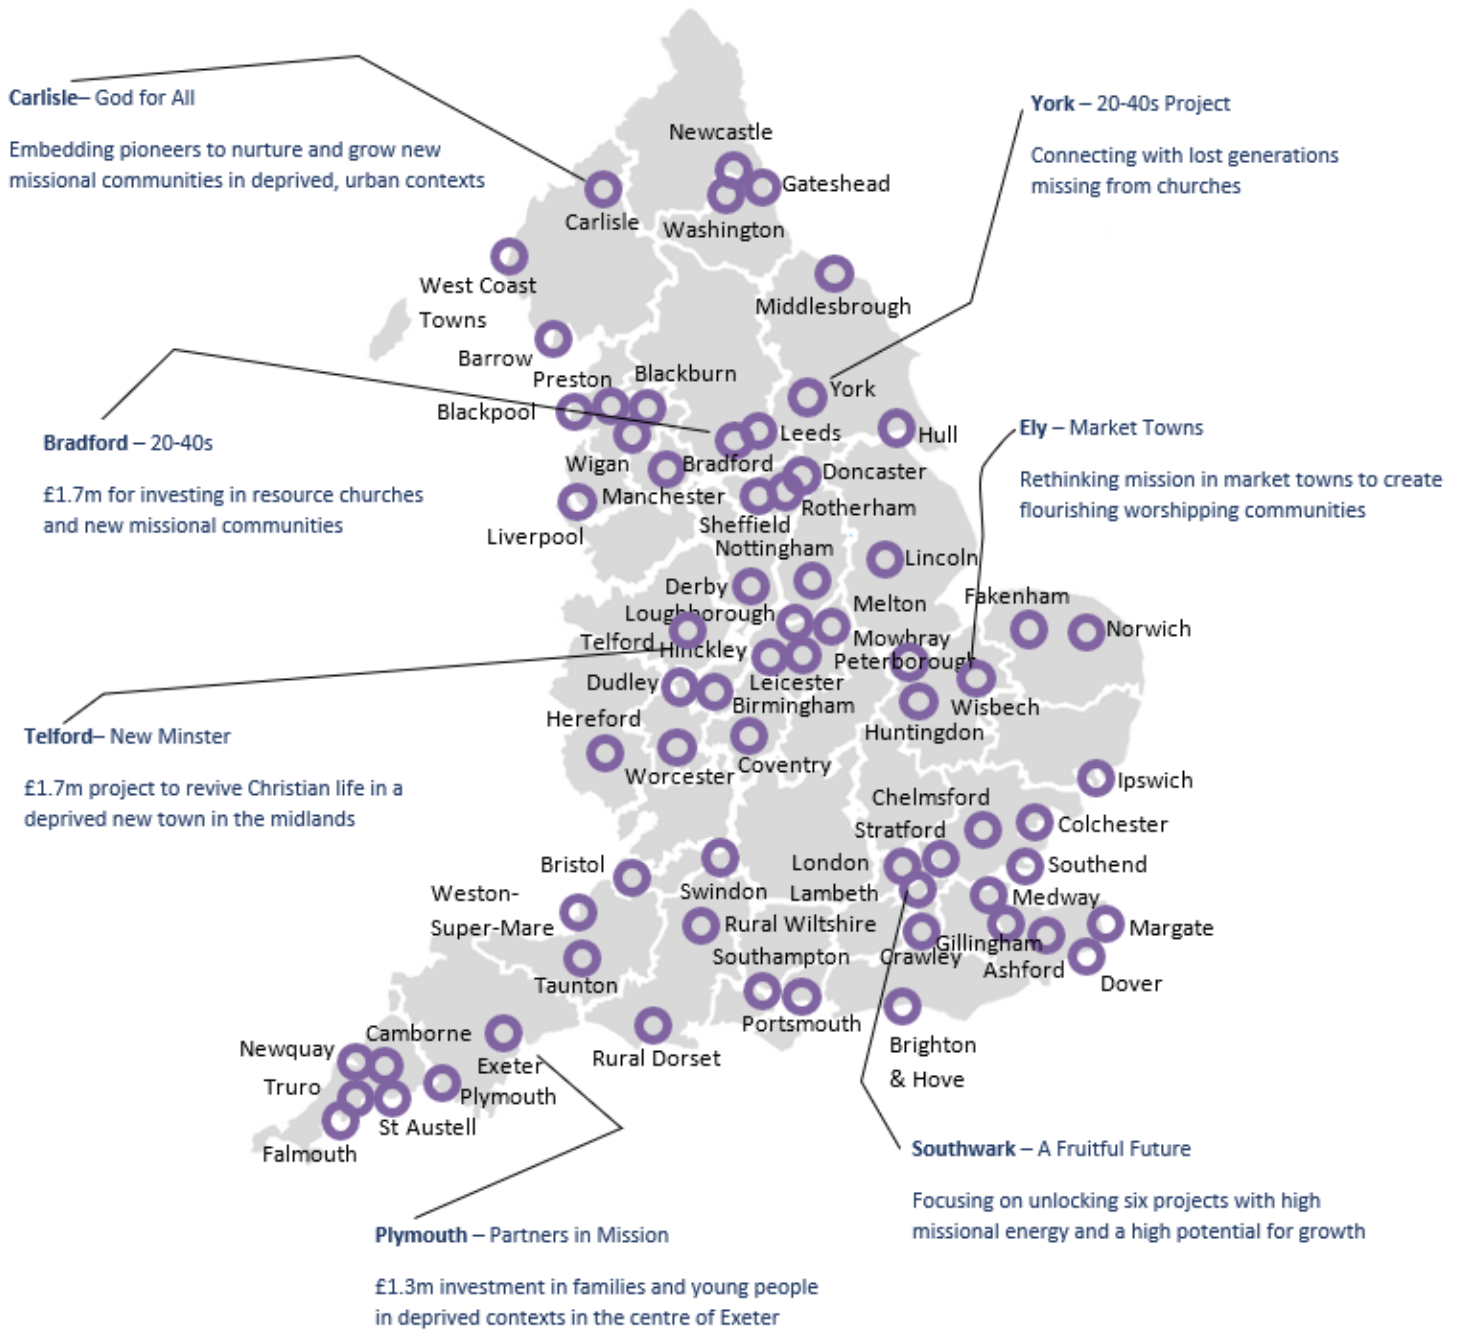 Carlisle– God for All
Embedding pioneers to nurture and grow new
missional communities in deprived, urban contexts
York – 20-40s Project
Connecting with lost generations
missing from churches
Newcastle
Gateshead
Carlisle
Washington
West Coast
Towns
Middlesbrough
Barrow
Preston
Blackburn
York
Blackpool
Leeds
Hull
Bradford – 20-40s
£1.7m for investing in resource churches
and new missional communities
Ely – Market Towns
Rethinking mission in market towns to create
flourishing worshipping communities
Wigan
Bradford
Doncaster
Manchester
Rotherham
Liverpool
Sheffield
Nottingham
Lincoln
Derby
Loughborough
Melton
Mowbray
Fakenham
Norwich
Telford
Hinckley
Peterborough
Dudley
Leicester
Birmingham
Wisbech
Hereford
Huntingdon
Worcester
Coventry
Telford– New Minster
£1.7m project to revive Christian life in a
deprived new town in the midlands
Ipswich
Chelmsford
Stratford
Colchester
Bristol
London
Southend
Swindon
Lambeth
Medway
Weston-
Super-Mare
Rural Wiltshire
Margate
Gillingham
Southampton
Crawley
Ashford
Taunton
Dover
Portsmouth
Camborne
Newquay
Exeter
Rural Dorset
Brighton
& Hove
Truro
Plymouth
St Austell
Falmouth
Southwark – A Fruitful Future
Focusing on unlocking six projects with high
missional energy and a high potential for growth
Plymouth – Partners in Mission
£1.3m investment in families and young people
in deprived contexts in the centre of Exeter